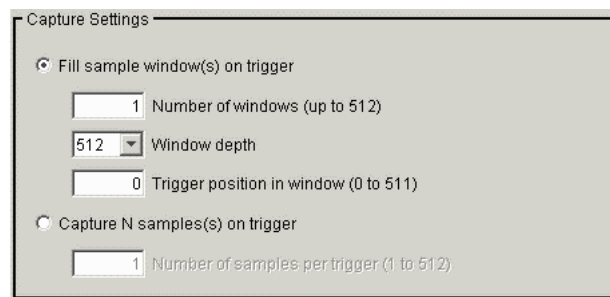 Capture Settings
Fill sample window(s) on trigger
1 Number of windows (up to 512)
512 Window depth
0 Trigger position in window (0 to 511)
Capture N samples(s) on trigger
1 Number of samples per trigger (1 to 512)